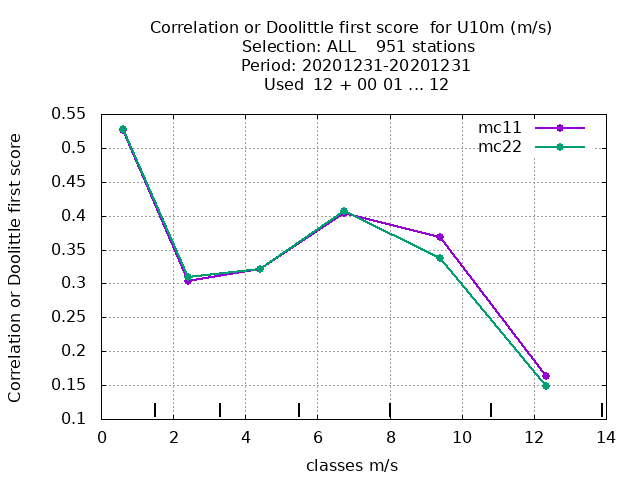 Correlation or Doolittle first score  for U10m (m/s)
Selection: ALL    951 stations
Period: 20201231-20201231
Used  12 + 00 01 ... 12
mc11
mc22
Correlation or Doolittle first score
0.55
0.5
0.45
0.4
0.35
0.3
0.25
0.2
0.15
0.1
0 2 4 6 8 10 12 14
classes m/s